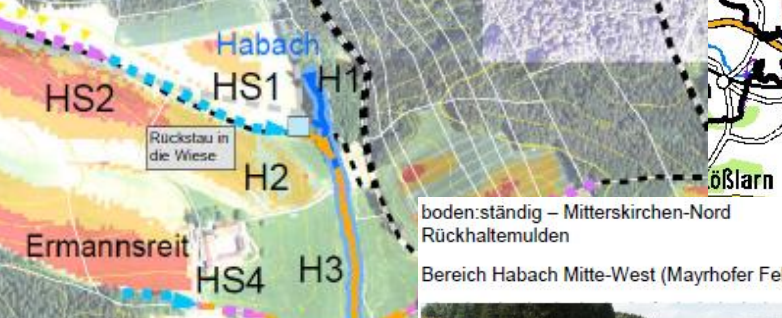 Habach
HS1
H1
HS2
Rückstau in
die Wiese
H2
Ermannsreit
HS4
H3
ößlarn
boden:ständig – Mitterskirchen-Nord
Rückhaltemulden
Bereich Habach Mitte-West (Mayrhofer Fel